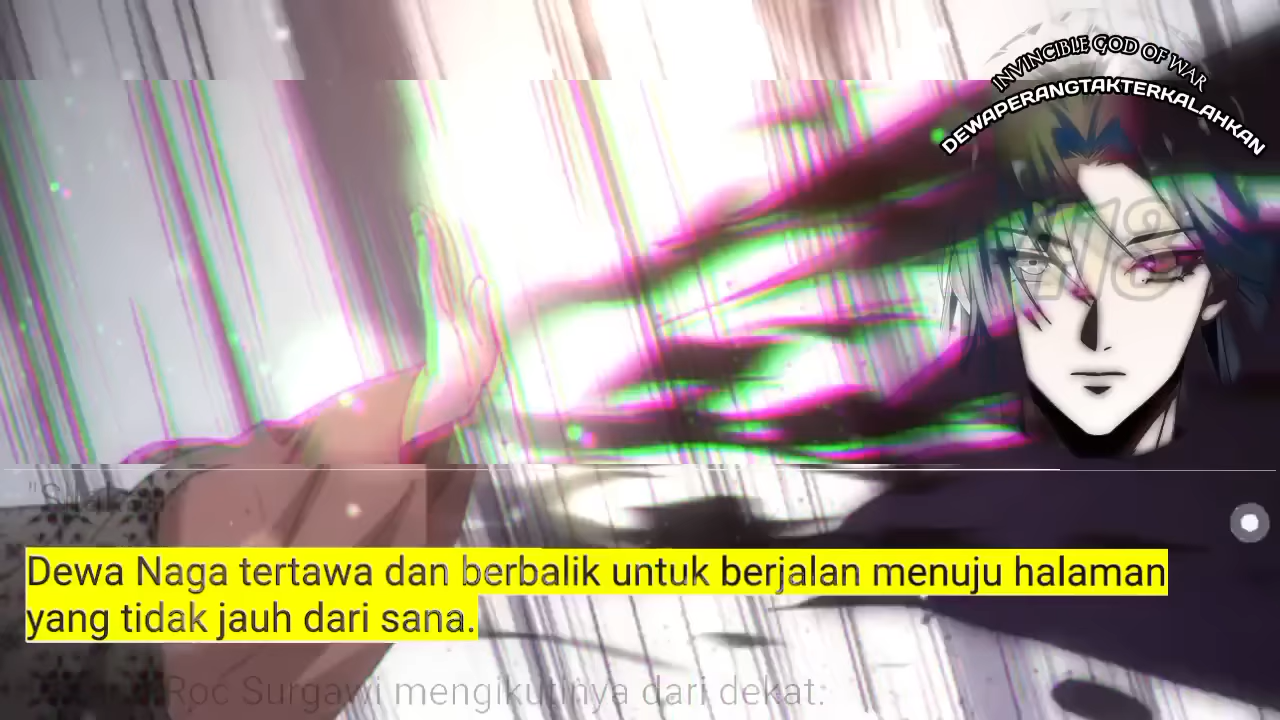 INVINCIBLE GOD OF WAR
DEWAPERANGTAKTERKALAHKAN
Dewa Naga tertawa dan berbalik untuk berjalan menuju halaman
yang tidak jauh dari sana.
Roc Surgawi mengikutinya dari dekat: